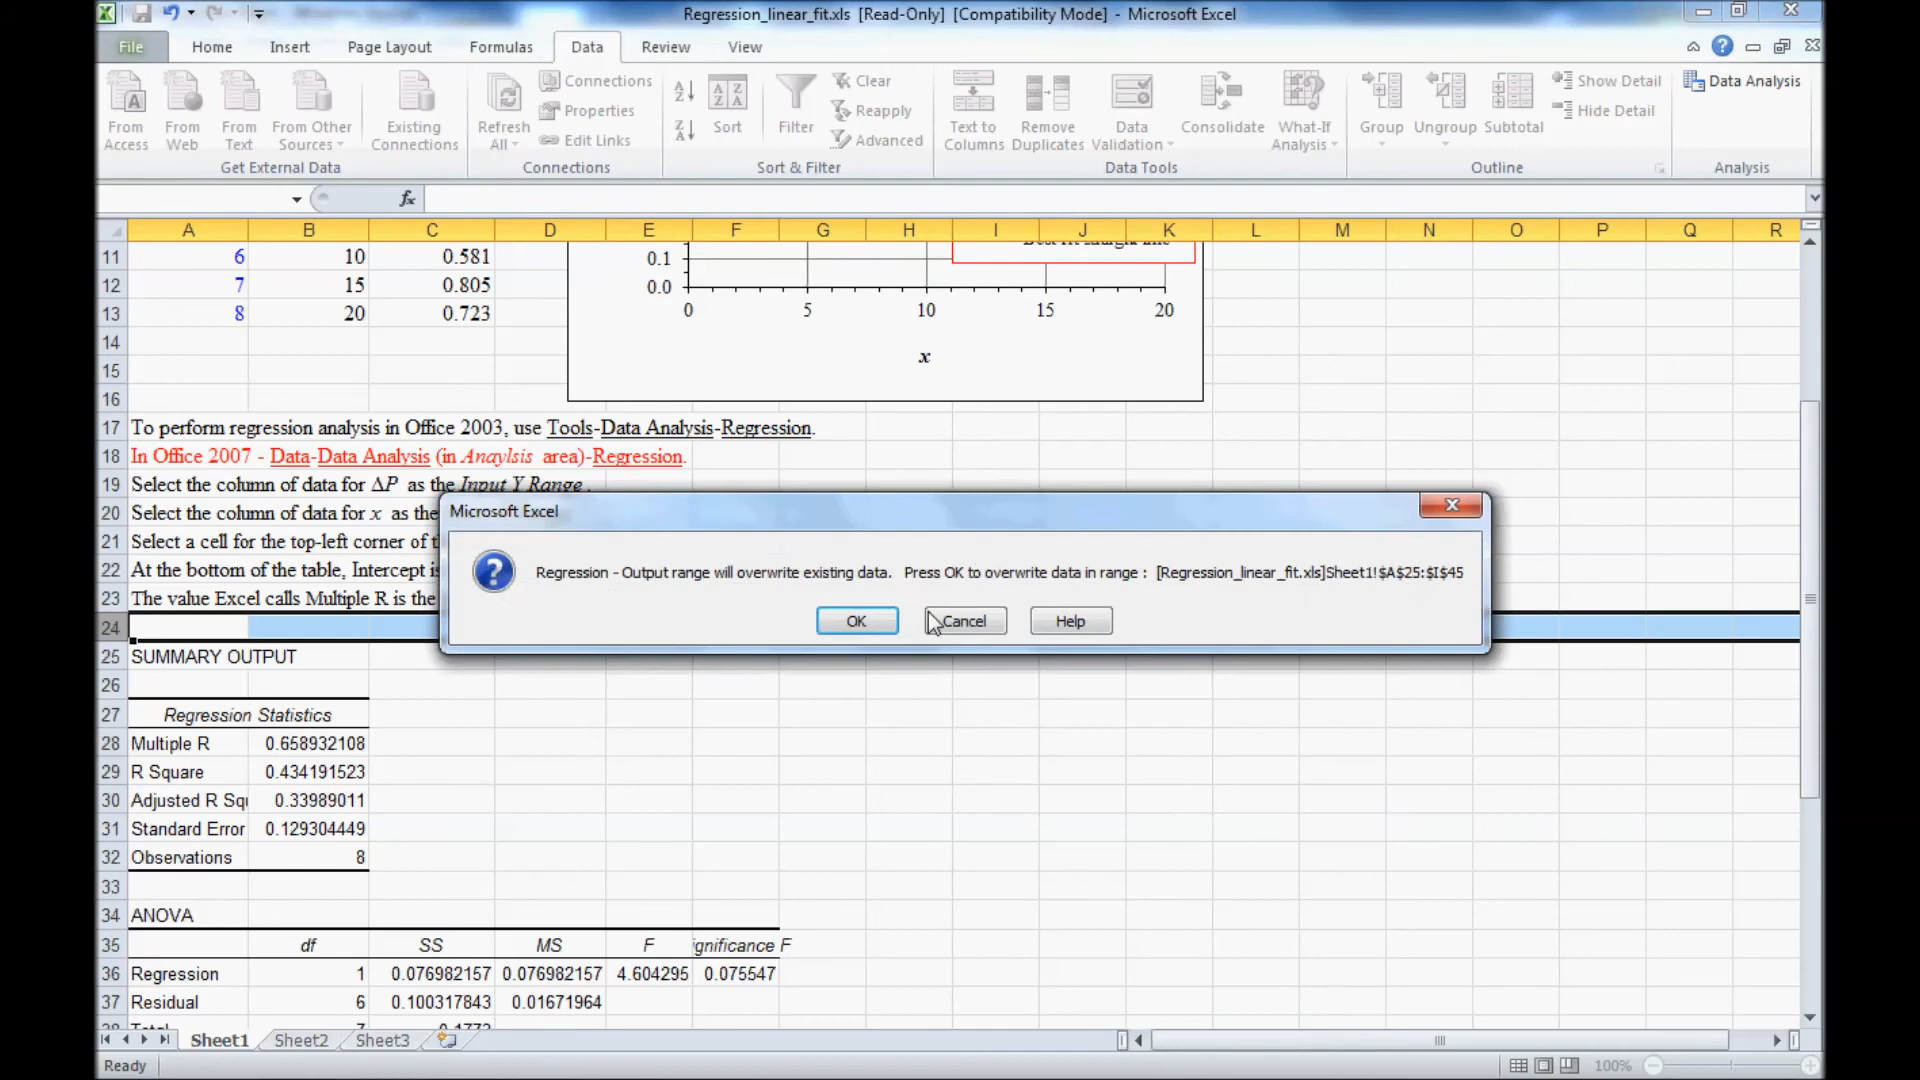 Regression_linear_fit.xls [Read-Only] [Compatibility Mode] - Microsoft Excel
File Home Insert Page Layout Formulas Data Review View
From Access
From Web
From Text
From Other Sources
Existing Connections
Get External Data
Refresh All
Connections
Properties
Edit Links
Connections
Sort
Filter
Clear
Reapply
Advanced
Sort & Filter
Text to Columns
Remove Duplicates
Data Validation
Consolidate
What-If Analysis
Data Tools
Group
Ungroup
Subtotal
Show Detail
Hide Detail
Outline
Data Analysis
Analysis
fx
A B C D E F G H I J K L M N O P Q R
11 6 10 0.581
12 7 15 0.805
13 8 20 0.723
14
15
16
0.1
0.0
0 5 10 15 20
x
17 To perform regression analysis in Office 2003, use Tools-Data Analysis-Regression.
18 In Office 2007 - Data-Data Analysis (in Anaylsis area)-Regression.
19 Select the column of data for ΔP as the Input Y Range.
20 Select the column of data for x as the
21 Select a cell for the top-left corner of
22 At the bottom of the table, Intercept is
23 The value Excel calls Multiple R is the
24
Microsoft Excel
Regression - Output range will overwrite existing data. Press OK to overwrite data in range : [Regression_linear_fit.xls]Sheet1!$A$25:$I$45
OK Cancel Help
25 SUMMARY OUTPUT
26
27 Regression Statistics
28 Multiple R 0.658932108
29 R Square 0.434191523
30 Adjusted R Squ 0.33989011
31 Standard Error 0.129304449
32 Observations 8
33
34 ANOVA
35 df SS MS F ignificance F
36 Regression 1 0.076982157 0.076982157 4.604295 0.075547
37 Residual 6 0.100317843 0.01671964
38 Total 7 0.1773
Sheet1 Sheet2 Sheet3
Ready 100%